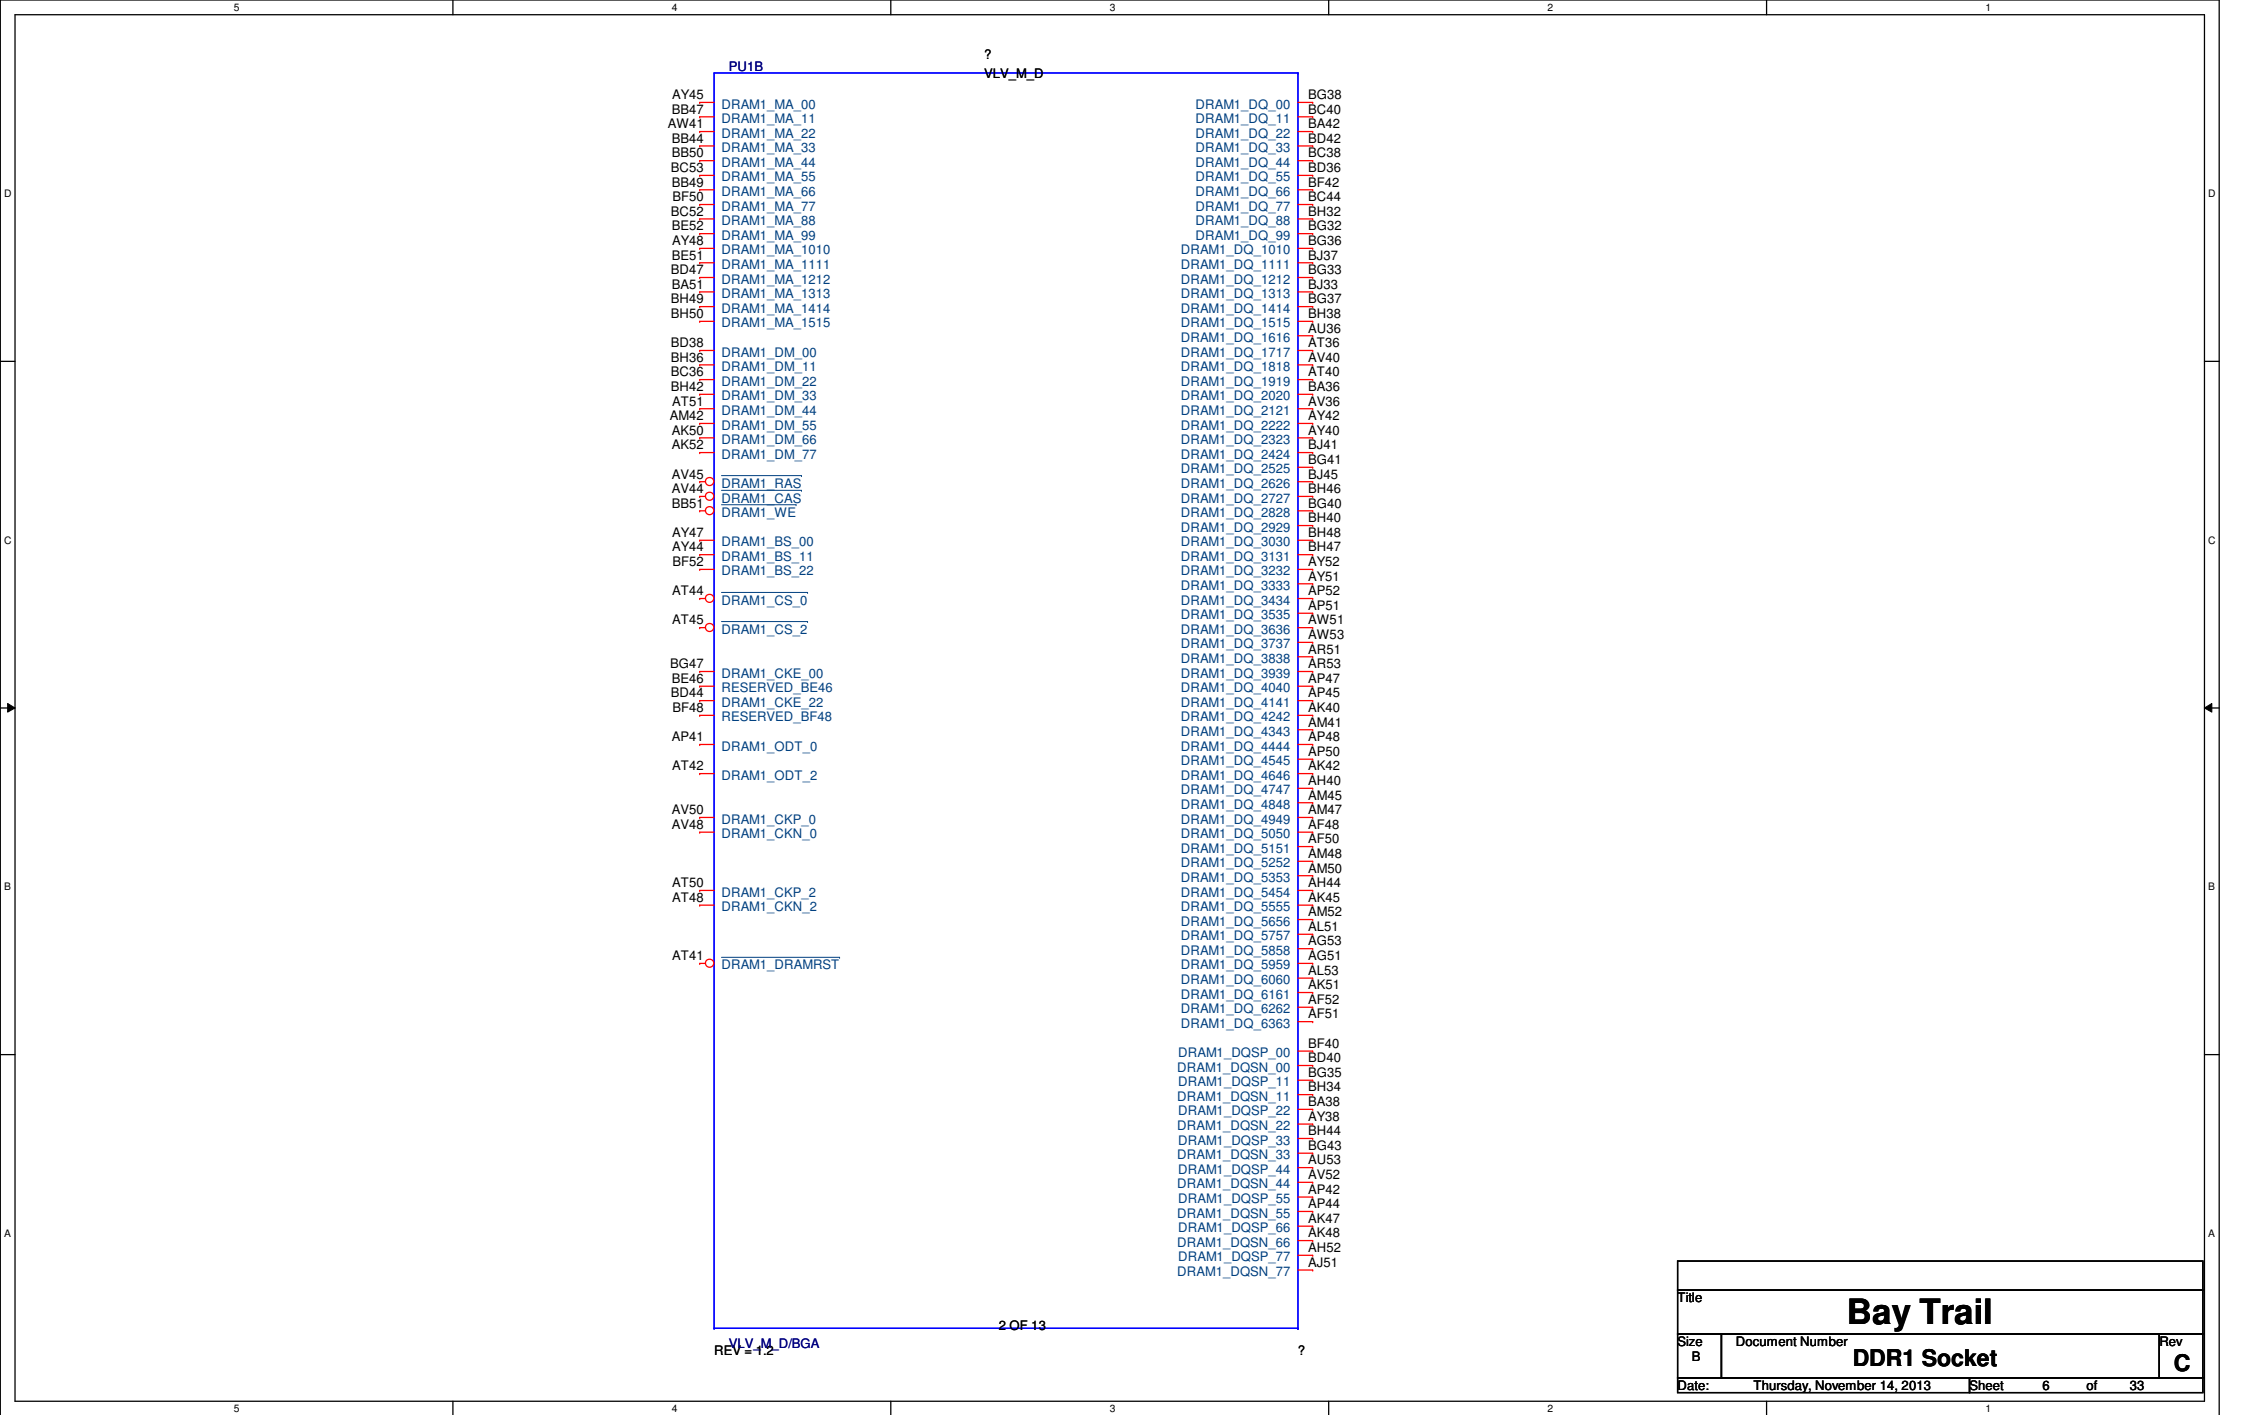 5 4 3 2 1
?
PU1B
VLV_M_D
AY45 DRAM1_MA_00
BB47 DRAM1_MA_11
AW41 DRAM1_MA_22
BB44 DRAM1_MA_33
BB50 DRAM1_MA_44
BC53 DRAM1_MA_55
BB49 DRAM1_MA_66
BF50 DRAM1_MA_77
BC52 DRAM1_MA_88
BE52 DRAM1_MA_99
AY48 DRAM1_MA_1010
BE51 DRAM1_MA_1111
BD47 DRAM1_MA_1212
BA51 DRAM1_MA_1313
BH49 DRAM1_MA_1414
BH50 DRAM1_MA_1515
BD38 DRAM1_DM_00
BH36 DRAM1_DM_11
BC36 DRAM1_DM_22
BH42 DRAM1_DM_33
AT51 DRAM1_DM_44
AM42 DRAM1_DM_55
AK50 DRAM1_DM_66
AK52 DRAM1_DM_77
AV45 DRAM1_RAS
AV44 DRAM1_CAS
BB51 DRAM1_WE
AY47 DRAM1_BS_00
AY44 DRAM1_BS_11
BF52 DRAM1_BS_22
AT44 DRAM1_CS_0
AT45 DRAM1_CS_2
BG47 DRAM1_CKE_00
BE46 RESERVED_BE46
BD44 DRAM1_CKE_22
BF48 RESERVED_BF48
AP41 DRAM1_ODT_0
AT42 DRAM1_ODT_2
AV50 DRAM1_CKP_0
AV48 DRAM1_CKN_0
AT50 DRAM1_CKP_2
AT48 DRAM1_CKN_2
AT41 DRAM1_DRAMRST
DRAM1_DQ_00 BG38
DRAM1_DQ_11 BC40
DRAM1_DQ_22 BA42
DRAM1_DQ_33 BD42
DRAM1_DQ_44 BC38
DRAM1_DQ_55 BD36
DRAM1_DQ_66 BF42
DRAM1_DQ_77 BC44
DRAM1_DQ_88 BH32
DRAM1_DQ_99 BG32
DRAM1_DQ_1010 BG36
DRAM1_DQ_1111 BJ37
DRAM1_DQ_1212 BG33
DRAM1_DQ_1313 BJ33
DRAM1_DQ_1414 BG37
DRAM1_DQ_1515 BH38
DRAM1_DQ_1616 AU36
DRAM1_DQ_1717 AT36
DRAM1_DQ_1818 AV40
DRAM1_DQ_1919 AT40
DRAM1_DQ_2020 BA36
DRAM1_DQ_2121 AV36
DRAM1_DQ_2222 AY42
DRAM1_DQ_2323 AY40
DRAM1_DQ_2424 BJ41
DRAM1_DQ_2525 BG41
DRAM1_DQ_2626 BJ45
DRAM1_DQ_2727 BH46
DRAM1_DQ_2828 BG40
DRAM1_DQ_2929 BH40
DRAM1_DQ_3030 BH48
DRAM1_DQ_3131 BH47
DRAM1_DQ_3232 AY52
DRAM1_DQ_3333 AY51
DRAM1_DQ_3434 AP52
DRAM1_DQ_3535 AP51
DRAM1_DQ_3636 AW51
DRAM1_DQ_3737 AW53
DRAM1_DQ_3838 AR51
DRAM1_DQ_3939 AR53
DRAM1_DQ_4040 AP47
DRAM1_DQ_4141 AP45
DRAM1_DQ_4242 AK40
DRAM1_DQ_4343 AM41
DRAM1_DQ_4444 AP48
DRAM1_DQ_4545 AP50
DRAM1_DQ_4646 AK42
DRAM1_DQ_4747 AH40
DRAM1_DQ_4848 AM45
DRAM1_DQ_4949 AM47
DRAM1_DQ_5050 AF48
DRAM1_DQ_5151 AF50
DRAM1_DQ_5252 AM48
DRAM1_DQ_5353 AM50
DRAM1_DQ_5454 AH44
DRAM1_DQ_5555 AK45
DRAM1_DQ_5656 AM52
DRAM1_DQ_5757 AL51
DRAM1_DQ_5858 AG53
DRAM1_DQ_5959 AG51
DRAM1_DQ_6060 AL53
DRAM1_DQ_6161 AK51
DRAM1_DQ_6262 AF52
DRAM1_DQ_6363 AF51
DRAM1_DQSP_00 BF40
DRAM1_DQSN_00 BD40
DRAM1_DQSP_11 BG35
DRAM1_DQSN_11 BH34
DRAM1_DQSP_22 BA38
DRAM1_DQSN_22 AY38
DRAM1_DQSP_33 BH44
DRAM1_DQSN_33 BG43
DRAM1_DQSP_44 AU53
DRAM1_DQSN_44 AV52
DRAM1_DQSP_55 AP42
DRAM1_DQSN_55 AP44
DRAM1_DQSP_66 AK47
DRAM1_DQSN_66 AK48
DRAM1_DQSP_77 AH52
DRAM1_DQSN_77 AJ51
2 OF 13
VLV_M_D/BGA
REV = 1.2
?
D D
C C
B B
A A
Title
Bay Trail
Size Document Number Rev
B DDR1 Socket C
Date: Thursday, November 14, 2013 Sheet 6 of 33
5 4 3 2 1